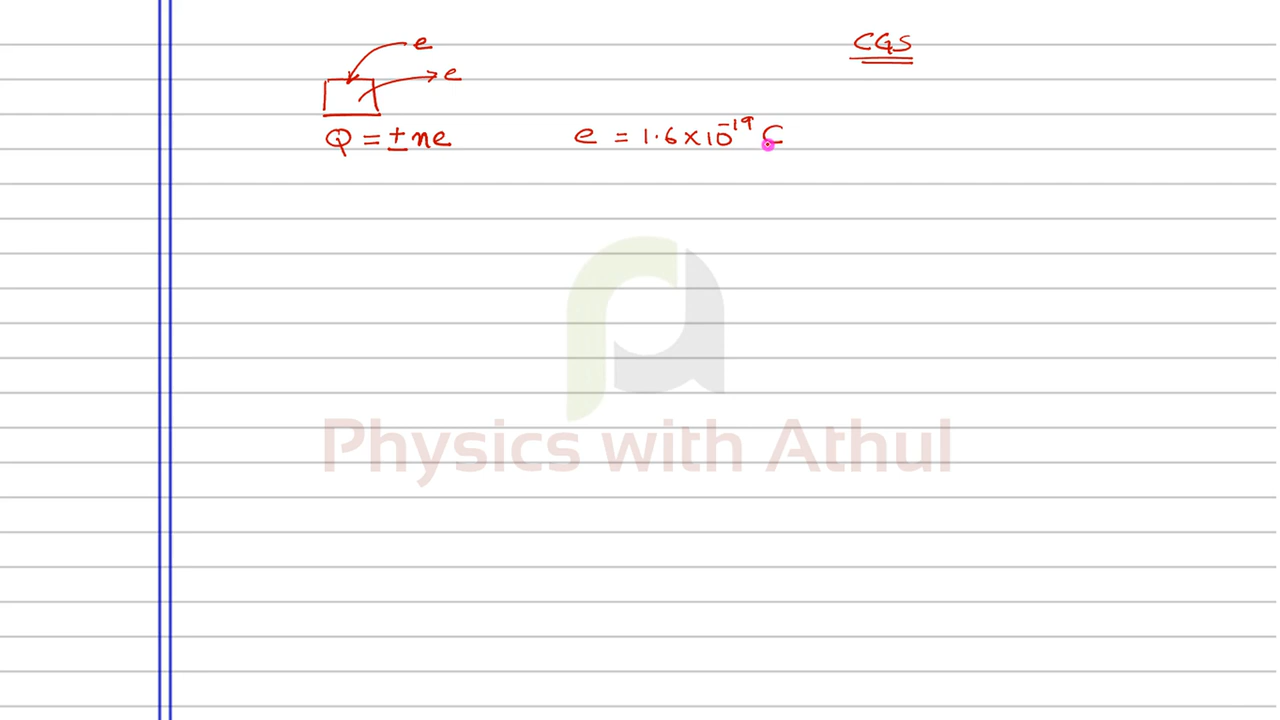 e
CGS
e
Q = ±ne e = 1.6×10⁻¹⁹ C
Physics with Athul